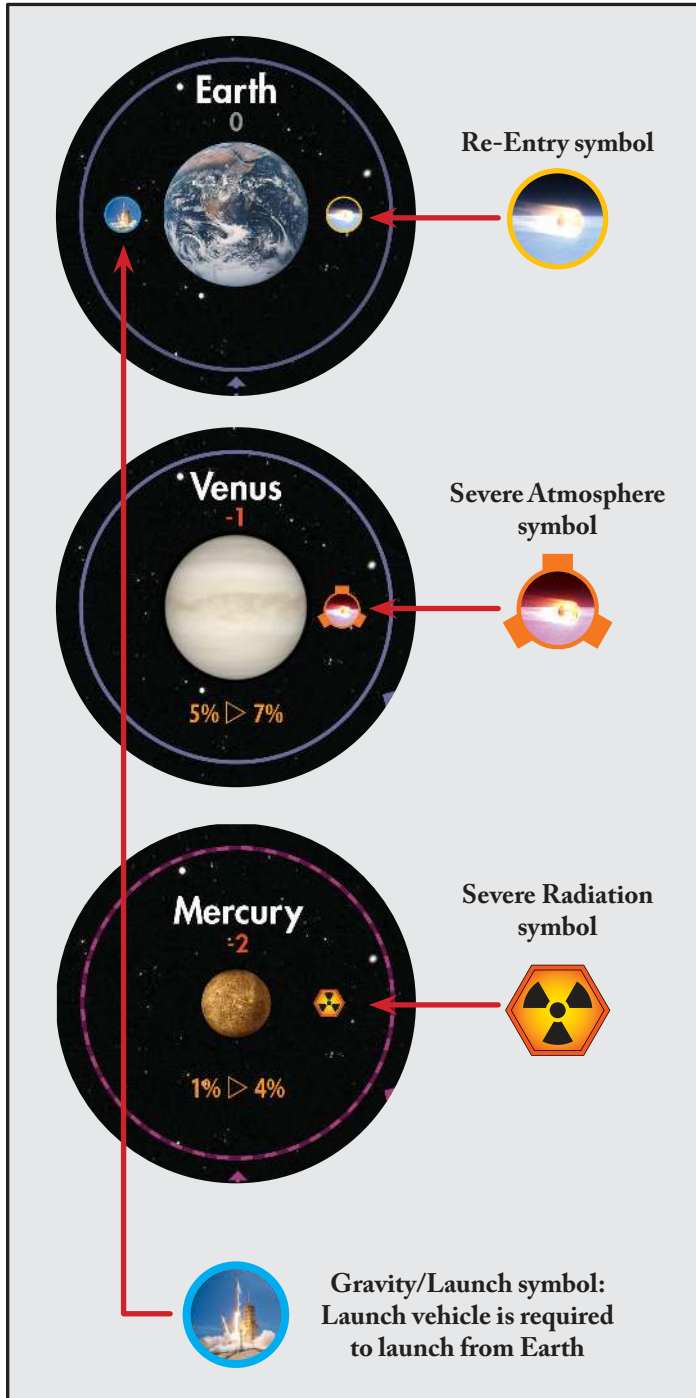 Earth
0
Re-Entry symbol
Venus
-1
5% ▷ 7%
Severe Atmosphere
symbol
Mercury
-2
1% ▷ 4%
Severe Radiation
symbol
Gravity/Launch symbol:
Launch vehicle is required
to launch from Earth